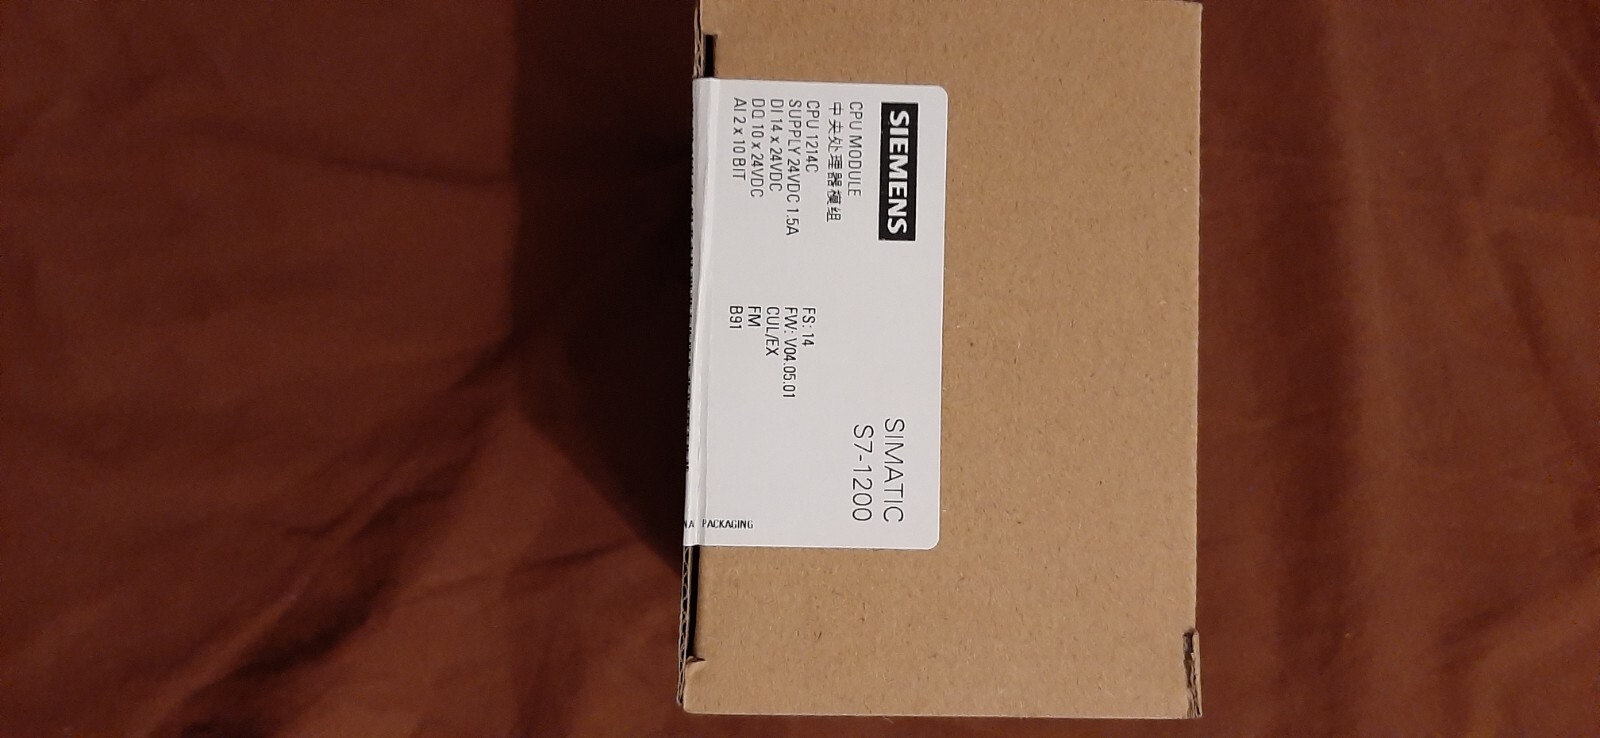 SIEMENS
SIMATIC
S7-1200
CPU MODULE
中央处理器模组
CPU 1214C
SUPPLY 24VDC 1.5A
DI 14 x 24VDC
DQ 10 x 24VDC
AI 2 x 10 BIT
FS: 14
FW: V04.05.01
CUL/EX
FM
B91
PACKAGING